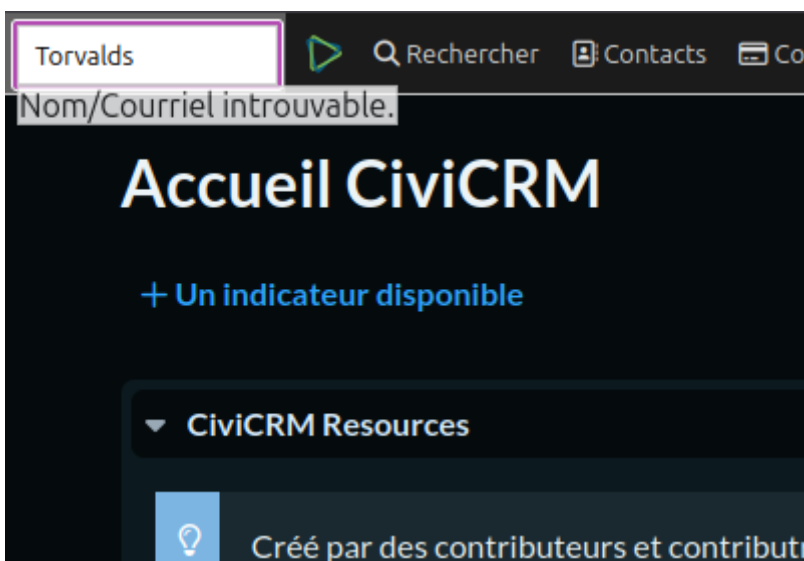 Torvalds
Rechercher Contacts Co
Nom/Courriel introuvable.
Accueil CiviCRM
+ Un indicateur disponible
CiviCRM Resources
Créé par des contributeurs et contribut